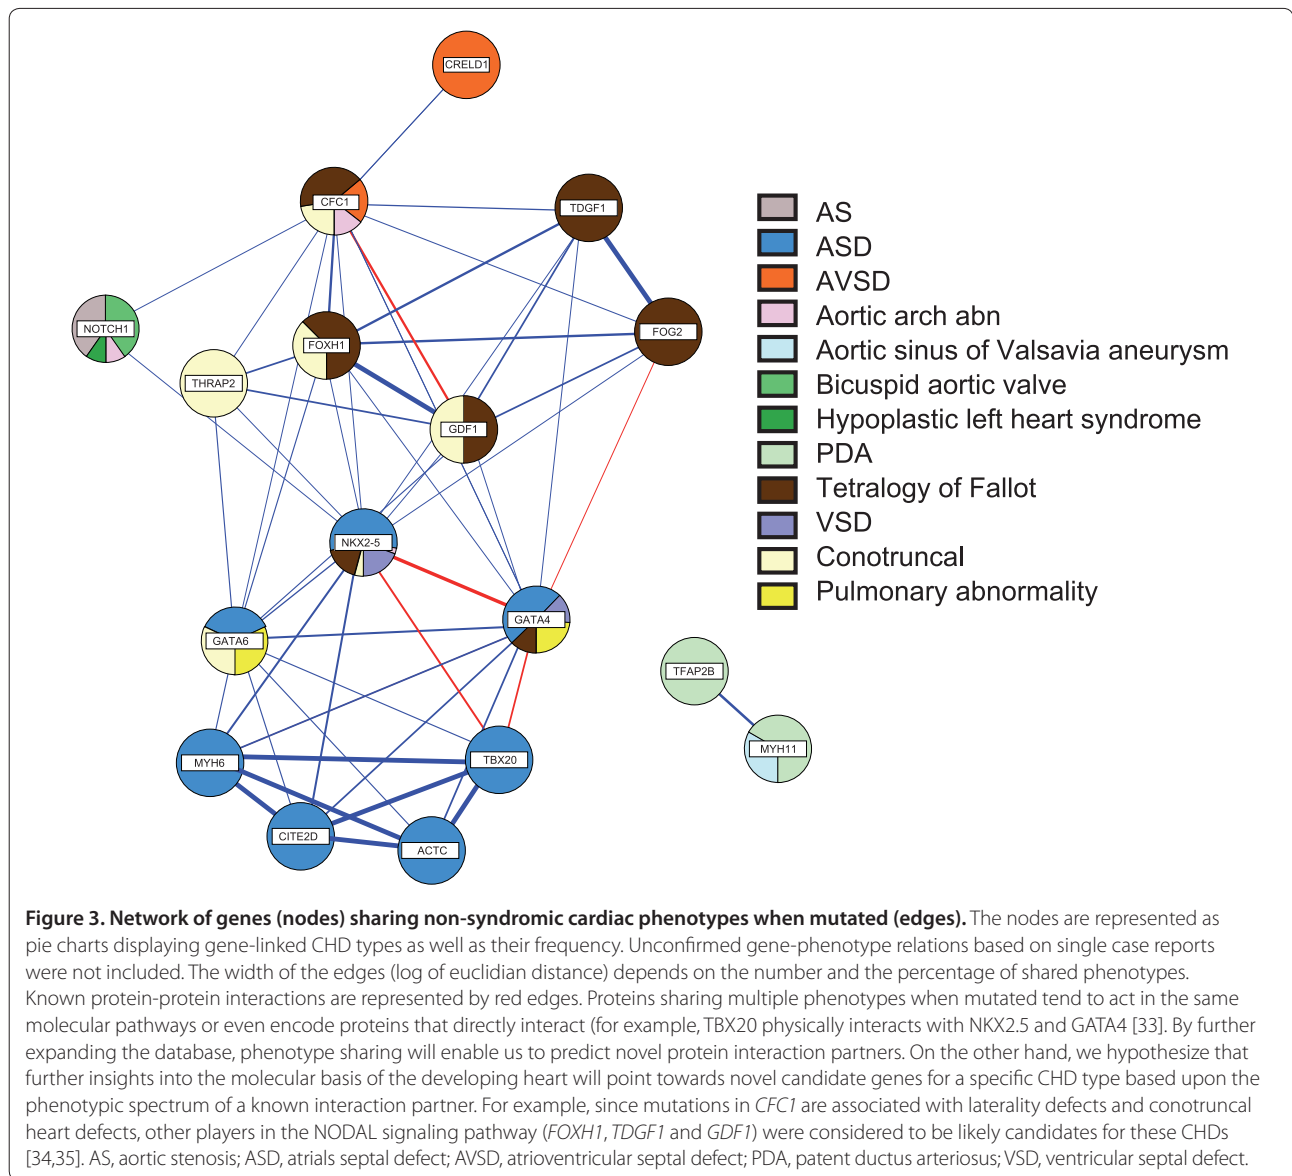 CRELD1
CFC1
TDGF1
NOTCH1
FOXH1
FOG2
THRAP2
GDF1
NKX2-5
GATA4
GATA6
TFAP2B
MYH11
MYH6
TBX20
CITE2D
ACTC
AS
ASD
AVSD
Aortic arch abn
Aortic sinus of Valsavia aneurysm
Bicuspid aortic valve
Hypoplastic left heart syndrome
PDA
Tetralogy of Fallot
VSD
Conotruncal
Pulmonary abnormality
Figure 3. Network of genes (nodes) sharing non-syndromic cardiac phenotypes when mutated (edges). The nodes are represented as
pie charts displaying gene-linked CHD types as well as their frequency. Unconfirmed gene-phenotype relations based on single case reports
were not included. The width of the edges (log of euclidian distance) depends on the number and the percentage of shared phenotypes.
Known protein-protein interactions are represented by red edges. Proteins sharing multiple phenotypes when mutated tend to act in the same
molecular pathways or even encode proteins that directly interact (for example, TBX20 physically interacts with NKX2.5 and GATA4 [33]. By further
expanding the database, phenotype sharing will enable us to predict novel protein interaction partners. On the other hand, we hypothesize that
further insights into the molecular basis of the developing heart will point towards novel candidate genes for a specific CHD type based upon the
phenotypic spectrum of a known interaction partner. For example, since mutations in CFC1 are associated with laterality defects and conotruncal
heart defects, other players in the NODAL signaling pathway (FOXH1, TDGF1 and GDF1) were considered to be likely candidates for these CHDs
[34,35]. AS, aortic stenosis; ASD, atrials septal defect; AVSD, atrioventricular septal defect; PDA, patent ductus arteriosus; VSD, ventricular septal defect.